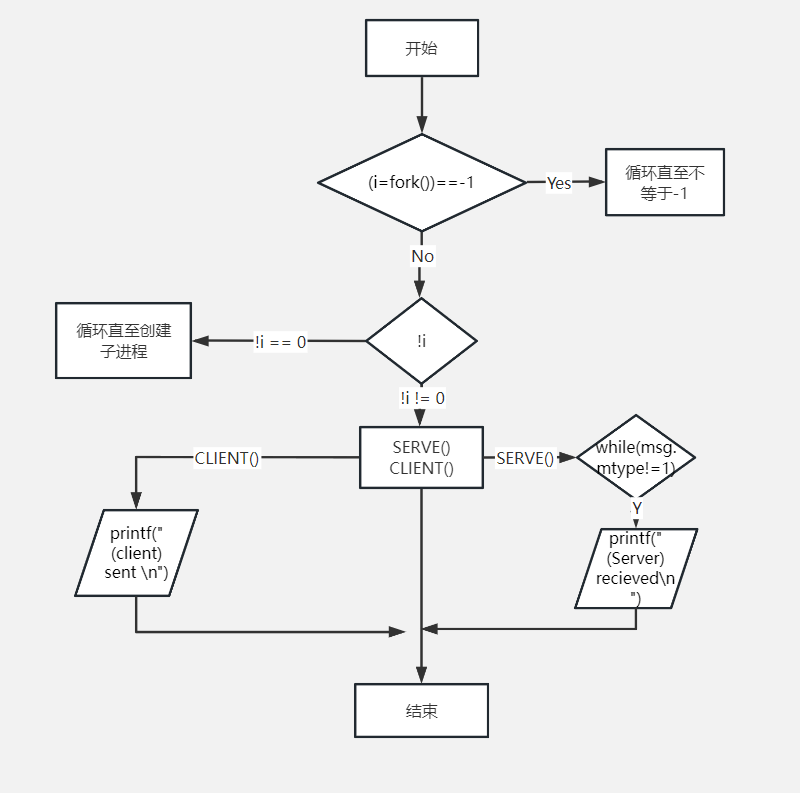 开始
(i=fork())==-1
Yes
循环直至不
等于-1
No
循环直至创建
子进程
!i == 0
!i
!i != 0
CLIENT()
SERVE()
CLIENT()
SERVE()
while(msg.
mtype!=1)
Y
printf("
(client)
sent \n")
printf("
(Server)
recieved\n
")
结束